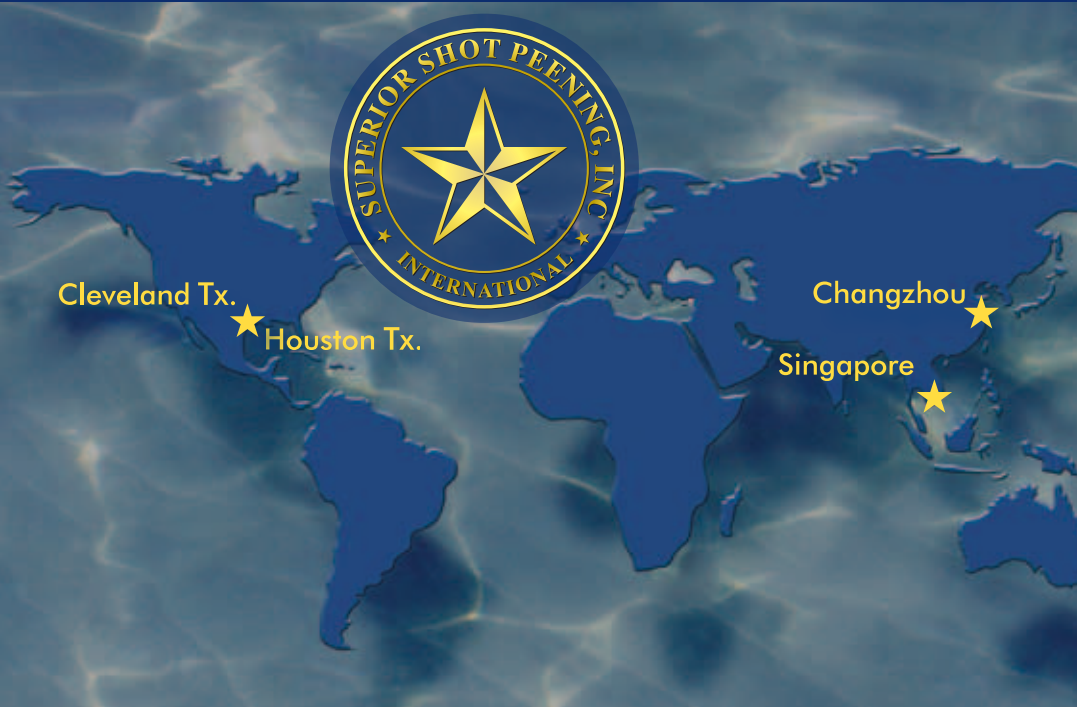 SUPERIOR SHOT PEENING, INC
INTERNATIONAL
Cleveland Tx.
Houston Tx.
Changzhou
Singapore